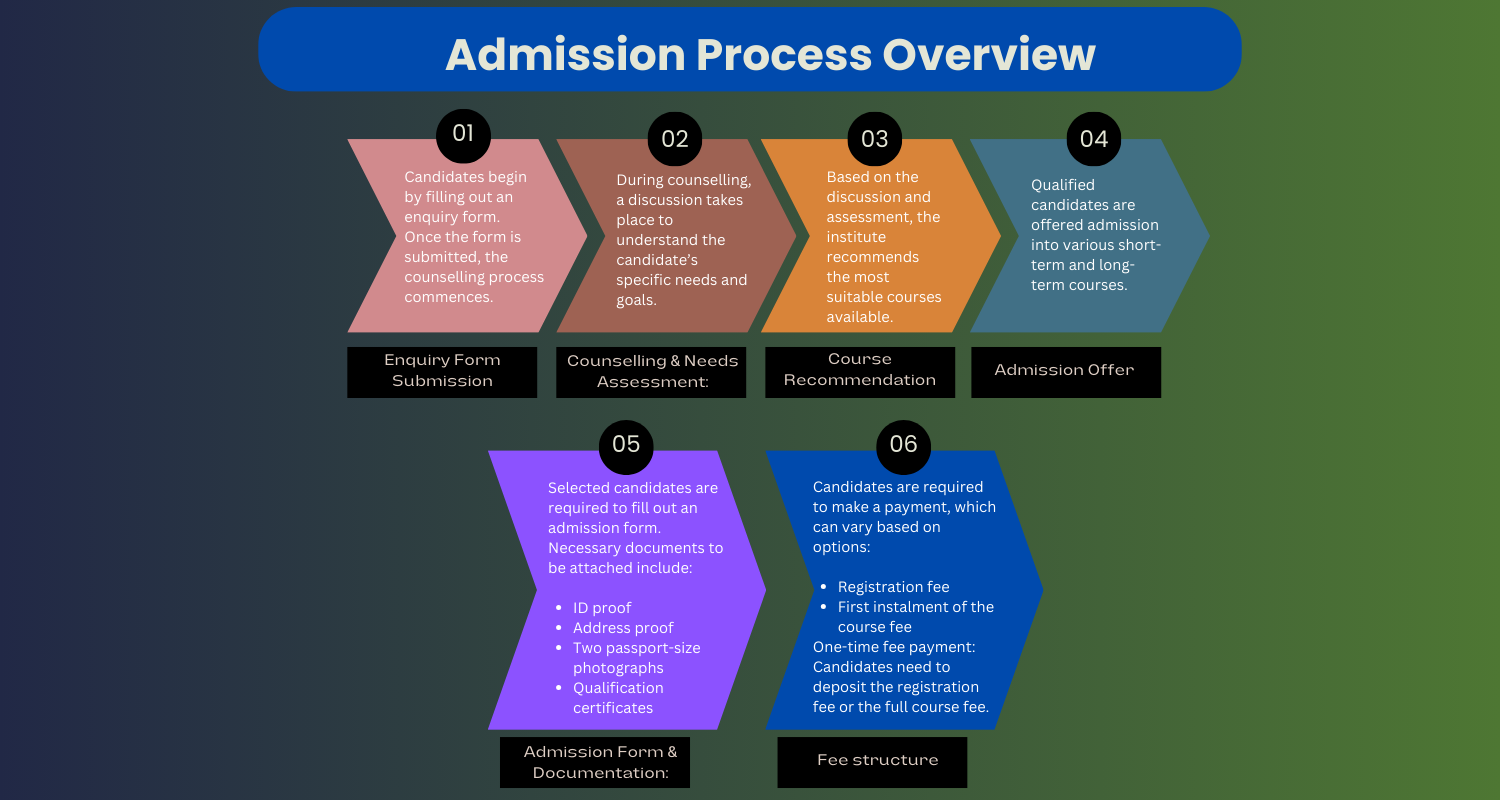 Admission Process Overview
01
Candidates begin
by filling out an
enquiry form.
Once the form is
submitted, the
counselling process
commences.
Enquiry Form
Submission
02
During counselling,
a discussion takes
place to
understand the
candidate’s
specific needs and
goals.
Counselling & Needs
Assessment:
03
Based on the
discussion and
assessment, the
institute
recommends
the most
suitable courses
available.
Course
Recommendation
04
Qualified
candidates are
offered admission
into various short-
term and long-
term courses.
Admission Offer
05
Selected candidates are
required to fill out an
admission form.
Necessary documents to
be attached include:
• ID proof
• Address proof
• Two passport-size
photographs
• Qualification
certificates
Admission Form &
Documentation:
06
Candidates are required
to make a payment, which
can vary based on
options:
• Registration fee
• First instalment of the
course fee
One-time fee payment:
Candidates need to
deposit the registration
fee or the full course fee.
Fee structure